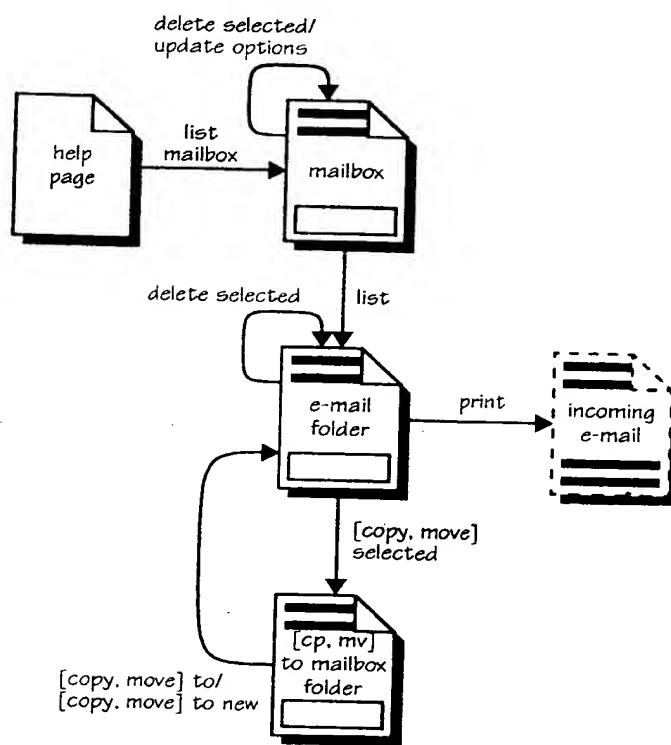 delete selected/
update options
help
page
list
mailbox
mailbox
delete selected
list
e-mail
folder
print
incoming
e-mail
[copy, move]
selected
[cp, mv]
to mailbox
folder
[copy, move] to/
[copy, move] to new